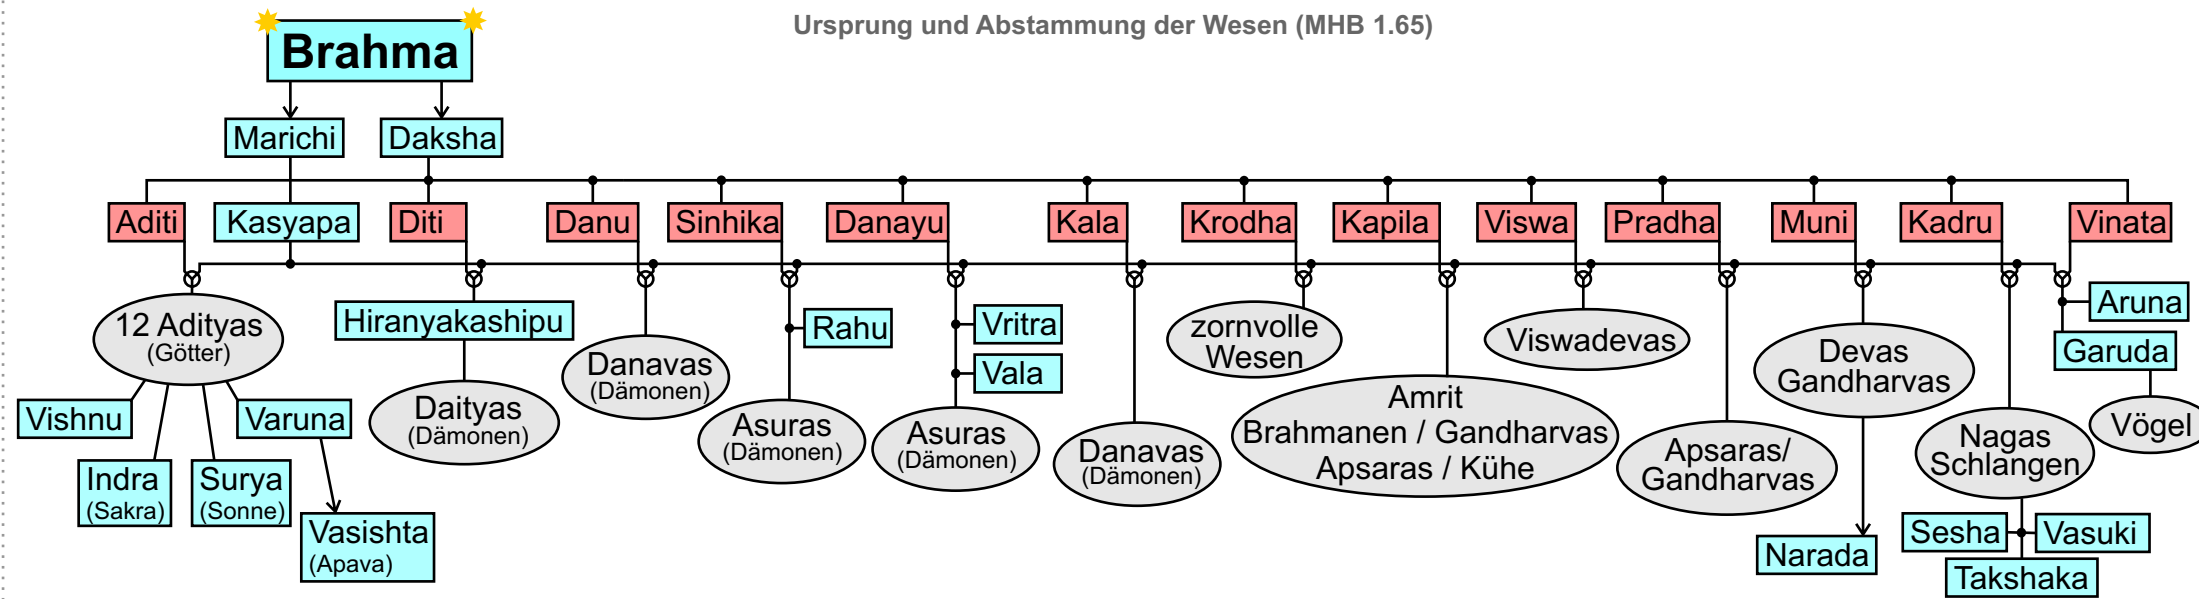 Ursprung und Abstammung der Wesen (MHB 1.65)
Brahma
Marichi
Daksha
Aditi
Kasyapa
Diti
Danu
Sinhika
Danayu
Kala
Krodha
Kapila
Viswa
Pradha
Muni
Kadru
Vinata
12 Adityas
(Götter)
Vishnu
Indra
(Sakra)
Surya
(Sonne)
Varuna
Vasishta
(Apava)
Hiranyakashipu
Daityas
(Dämonen)
Danavas
(Dämonen)
Rahu
Asuras
(Dämonen)
Vritra
Vala
Asuras
(Dämonen)
Danavas
(Dämonen)
zornvolle
Wesen
Amrit
Brahmanen / Gandharvas
Apsaras / Kühe
Viswadevas
Apsaras/
Gandharvas
Devas
Gandharvas
Narada
Nagas
Schlangen
Sesha
Vasuki
Takshaka
Aruna
Garuda
Vögel